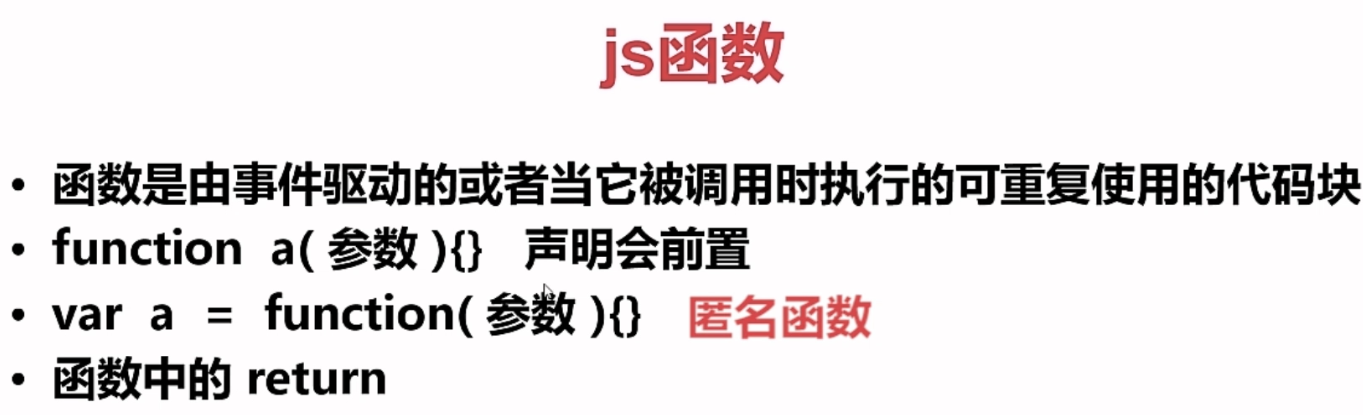 js函数
• 函数是由事件驱动的或者当它被调用时执行的可重复使用的代码块
• function a( 参数 ){} 声明会前置
• var a = function( 参数 ){} 匿名函数
• 函数中的 return